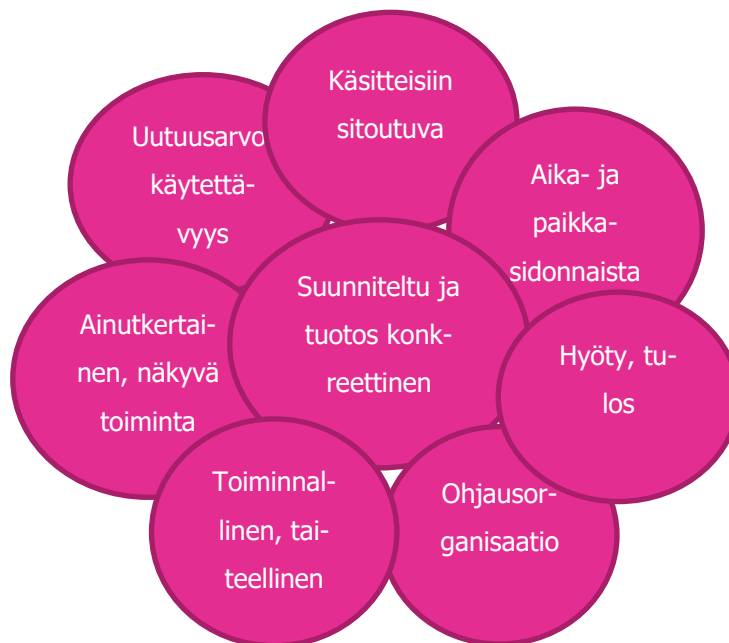 Käsitteisiin
sitoutuva
Uutuusarvo
käytettä-
vyys
Aika- ja
paikka-
sidonnaista
Suunniteltu ja
tuotos konk-
reettinen
Ainutkertai-
nen, näkyvä
toiminta
Hyöty, tu-
los
Toiminnal-
linen, tai-
teellinen
Ohjausor-
ganisaatio